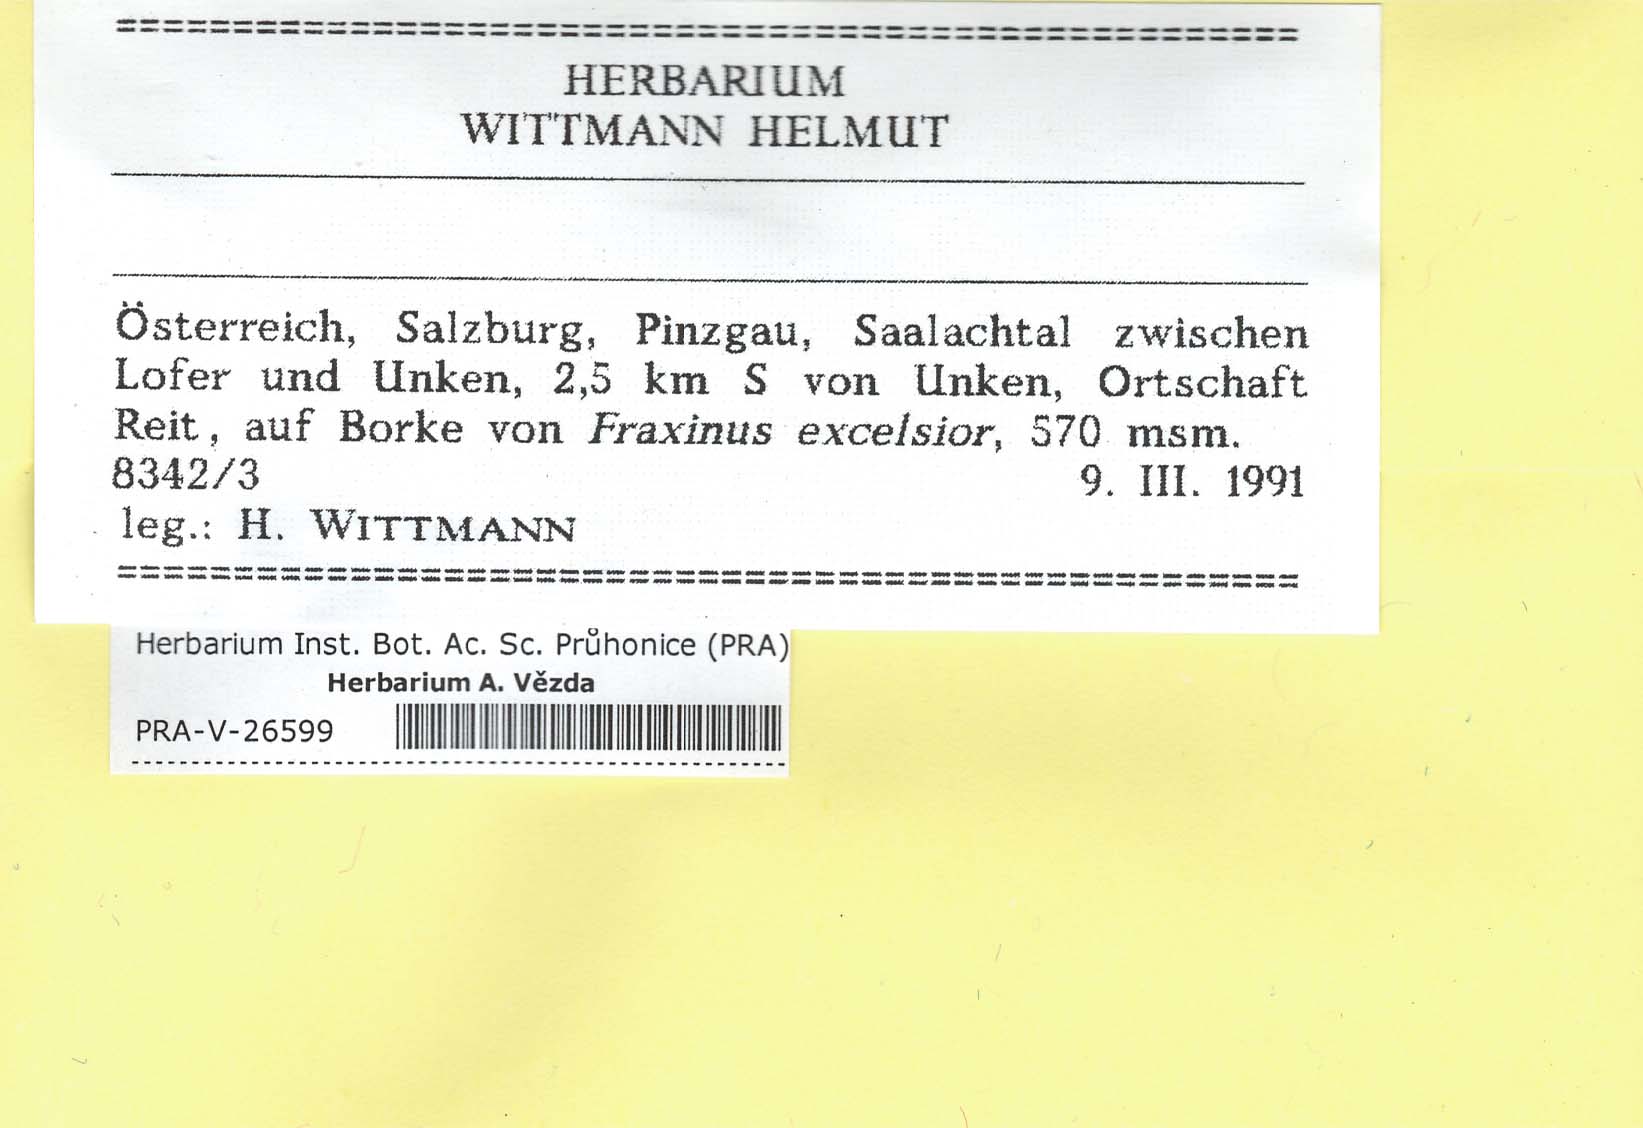 HERBARIUM
WITTMANN HELMUT
Österreich, Salzburg, Pinzgau, Saalachtal zwischen
Lofer und Unken, 2,5 km S von Unken, Ortschaft
Reit, auf Borke von Fraxinus excelsior, 570 msm.
8342/3 9. III. 1991
leg.: H. WITTMANN
Herbarium Inst. Bot. Ac. Sc. Průhonice (PRA)
Herbarium A. Vězda
PRA-V-26599